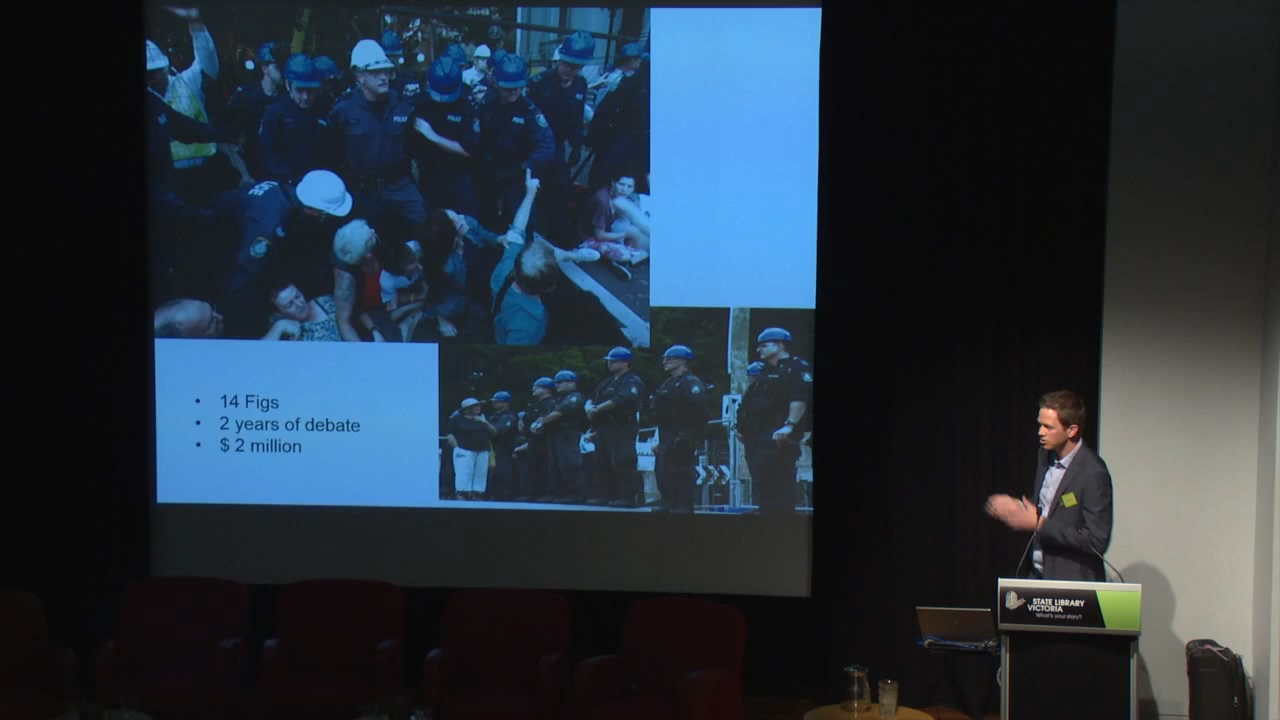 POLICE
• 14 Figs
• 2 years of debate
• $ 2 million
STATE LIBRARY
VICTORIA
What's your story?